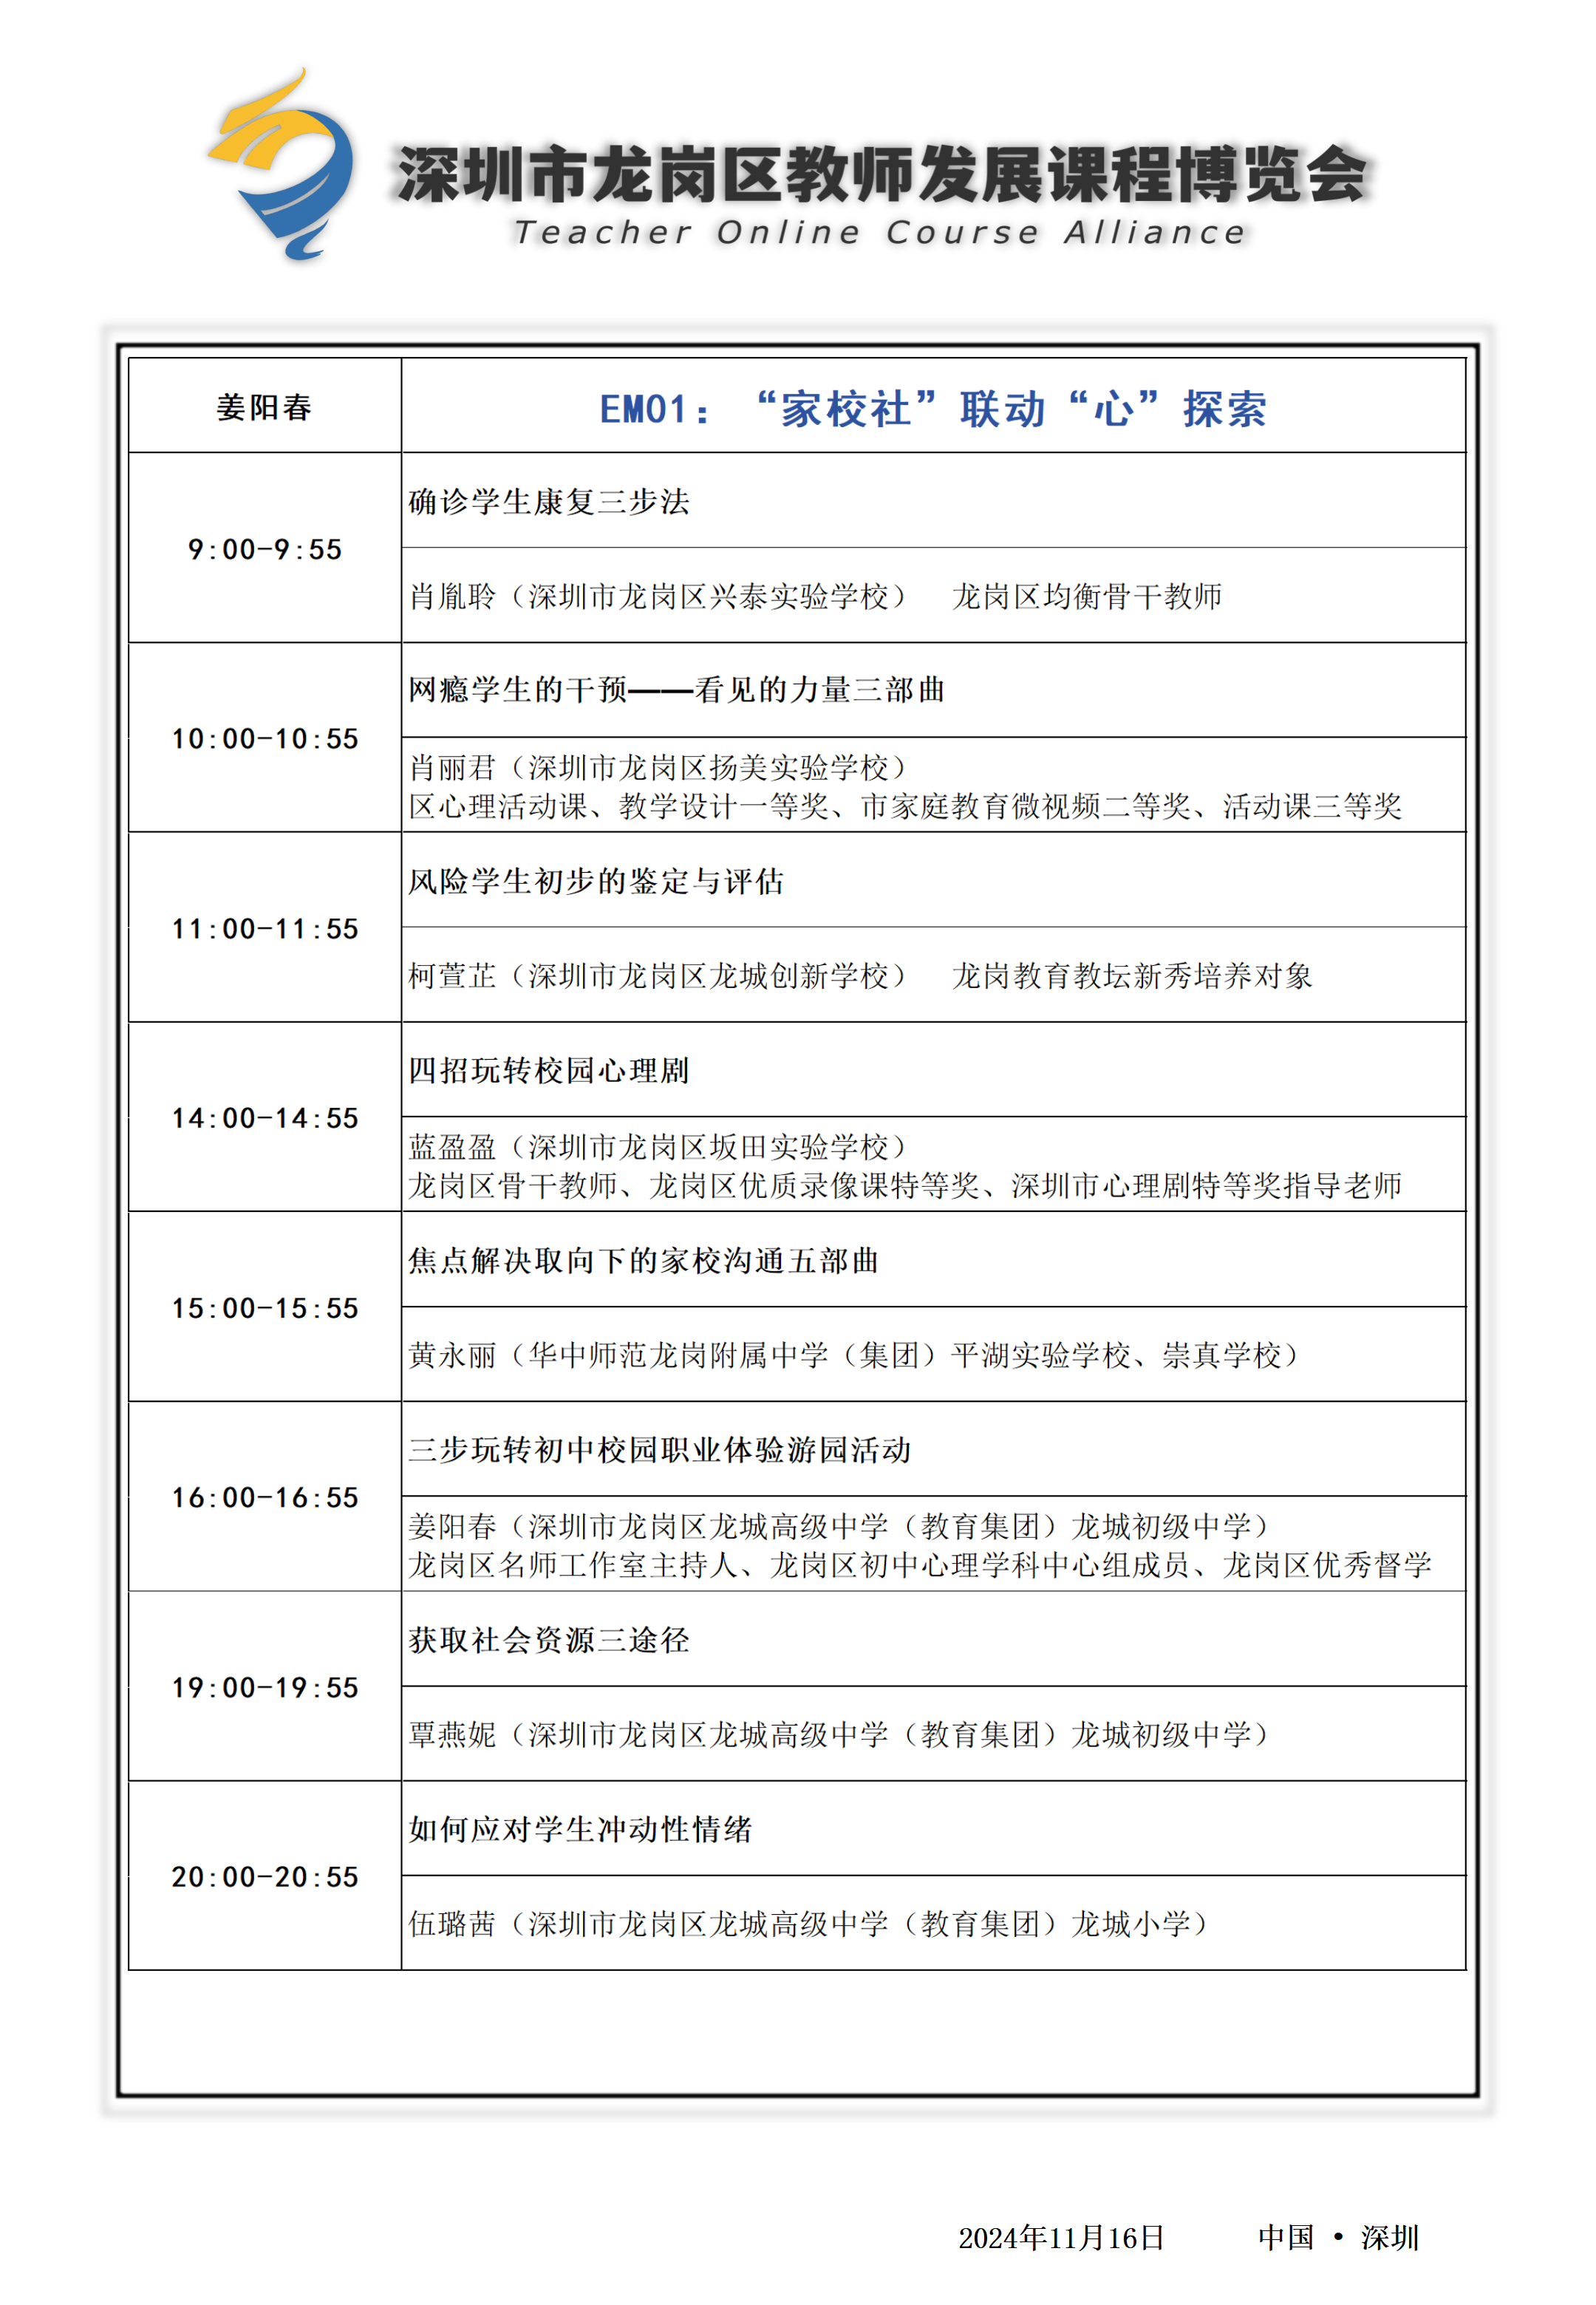 深圳市龙岗区教师发展课程博览会
Teacher Online Course Alliance
姜阳春
EM01：“家校社”联动“心”探索
9:00-9:55
确诊学生康复三步法
肖胤聆（深圳市龙岗区兴泰实验学校） 龙岗区均衡骨干教师
10:00-10:55
网瘾学生的干预——看见的力量三部曲
肖丽君（深圳市龙岗区扬美实验学校）
区心理活动课、教学设计一等奖、市家庭教育微视频二等奖、活动课三等奖
11:00-11:55
风险学生初步的鉴定与评估
柯萱芷（深圳市龙岗区龙城创新学校） 龙岗教育教坛新秀培养对象
14:00-14:55
四招玩转校园心理剧
蓝盈盈（深圳市龙岗区坂田实验学校）
龙岗区骨干教师、龙岗区优质录像课特等奖、深圳市心理剧特等奖指导老师
15:00-15:55
焦点解决取向下的家校沟通五部曲
黄永丽（华中师范龙岗附属中学（集团）平湖实验学校、崇真学校）
16:00-16:55
三步玩转初中校园职业体验游园活动
姜阳春（深圳市龙岗区龙城高级中学（教育集团）龙城初级中学）
龙岗区名师工作室主持人、龙岗区初中心理学科中心组成员、龙岗区优秀督学
19:00-19:55
获取社会资源三途径
覃燕妮（深圳市龙岗区龙城高级中学（教育集团）龙城初级中学）
20:00-20:55
如何应对学生冲动性情绪
伍璐茜（深圳市龙岗区龙城高级中学（教育集团）龙城小学）
2024年11月16日 中国 • 深圳